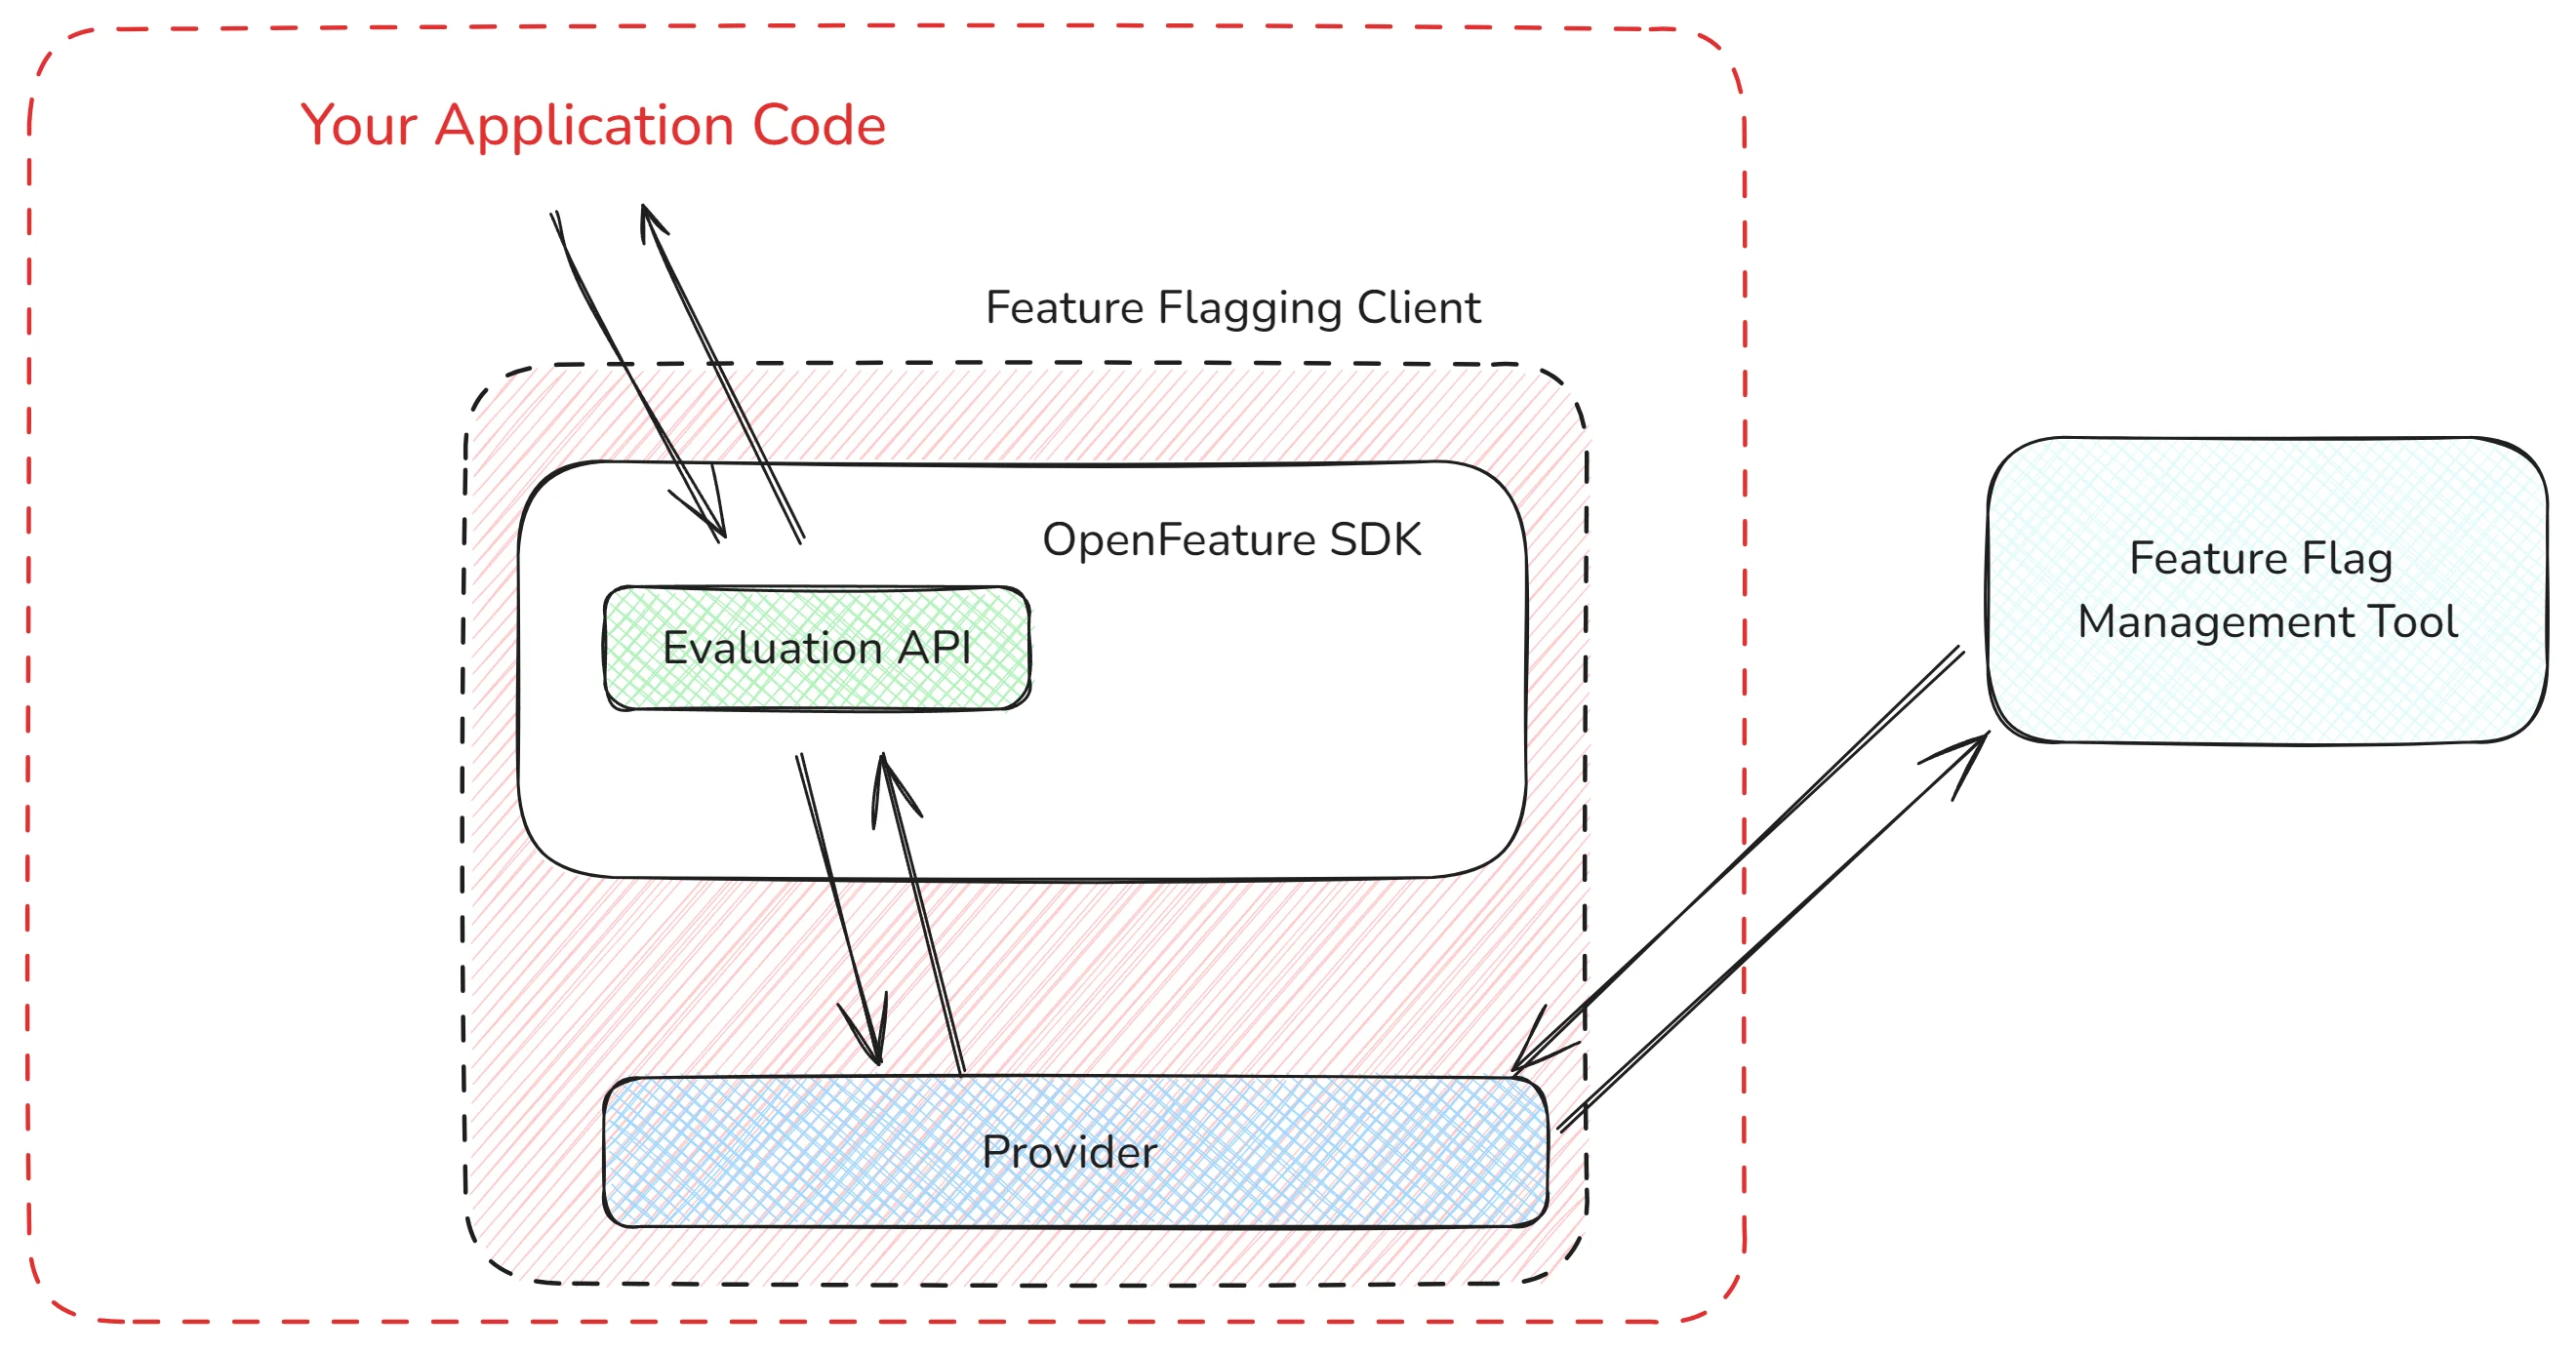 Your Application Code
Feature Flagging Client
OpenFeature SDK
Evaluation API
Provider
Feature Flag
Management Tool